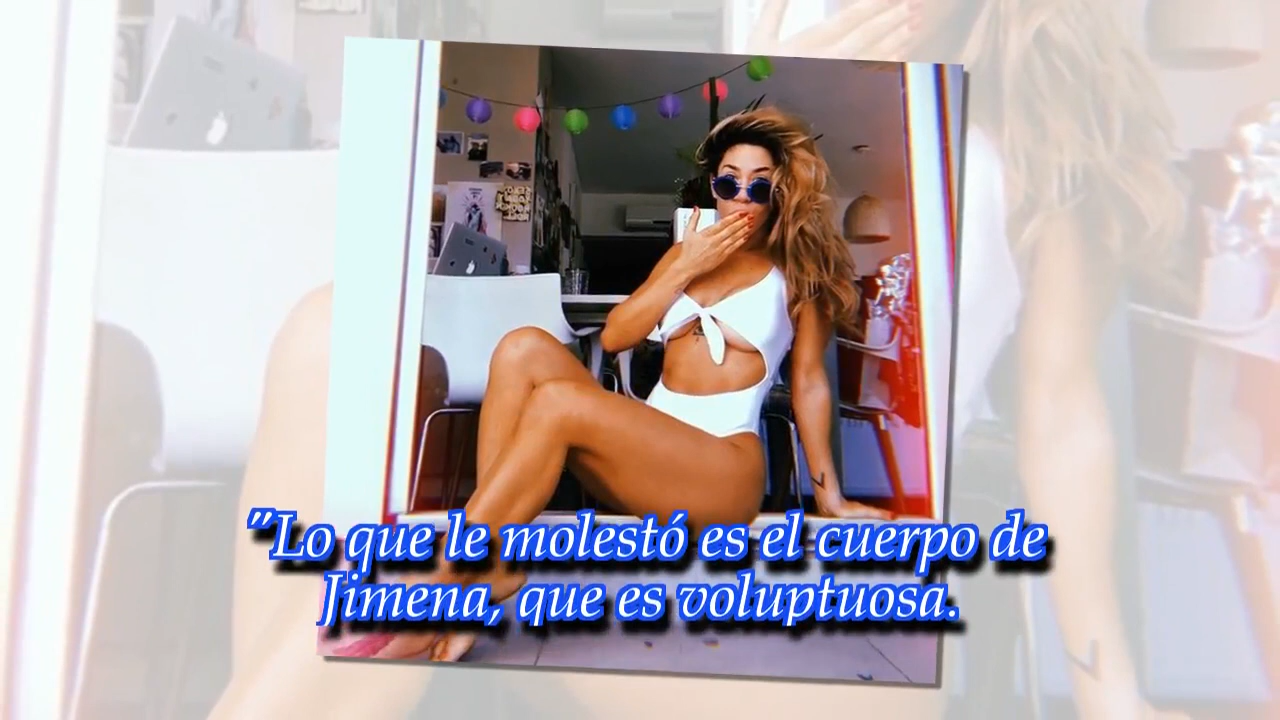 "Lo que le molestó es el cuerpo de
Jimena, que es voluptuosa.